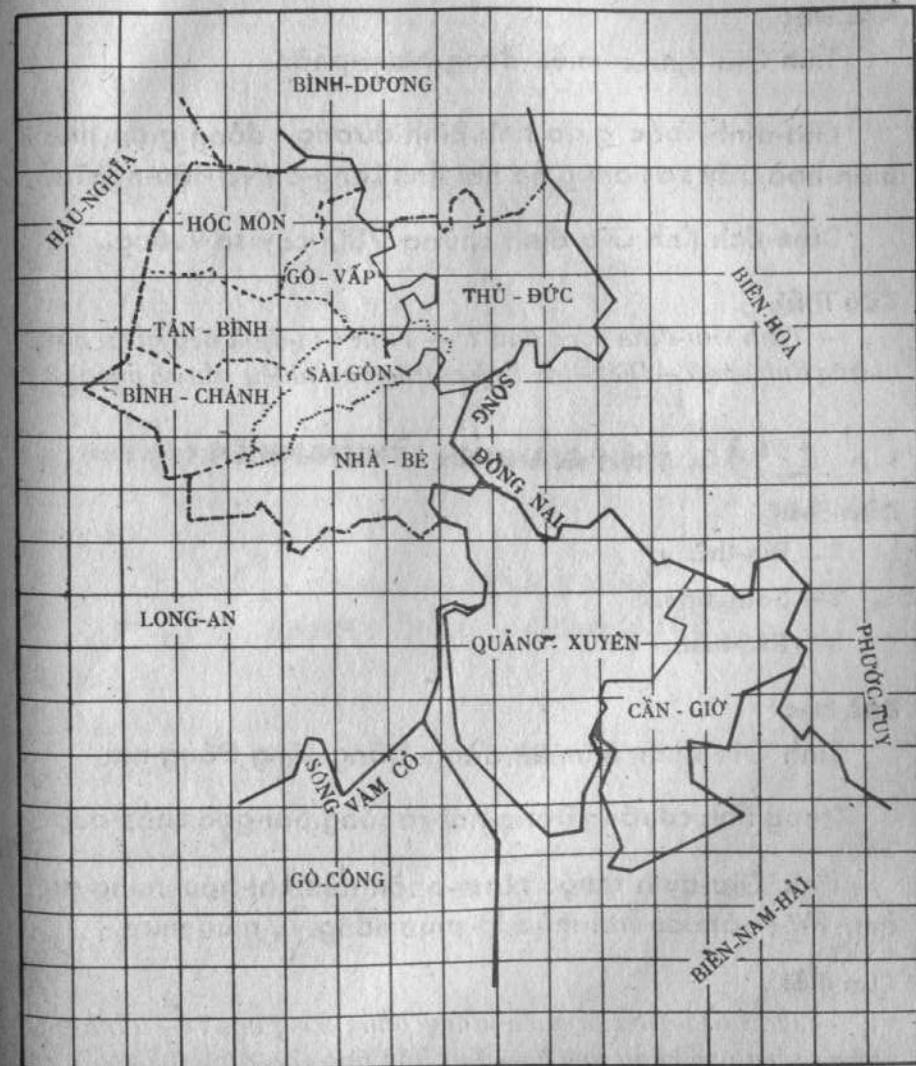 BÌNH-DƯƠNG
HẬU-NGHĨA
HÓC MÔN
GÒ-VẤP
THỦ-ĐỨC
BIÊN-HOÀ
TÂN-BÌNH
SÀI-GÒN
BÌNH-CHÁNH
SÔNG
ĐỒNG NAI
NHÀ-BÈ
LONG-AN
QUẢNG-XUYÊN
PHƯỚC-TUY
CẦN-GIỜ
SÔNG
VÀM CỎ
GÒ-CÔNG
BIỂN-NAM-HẢI